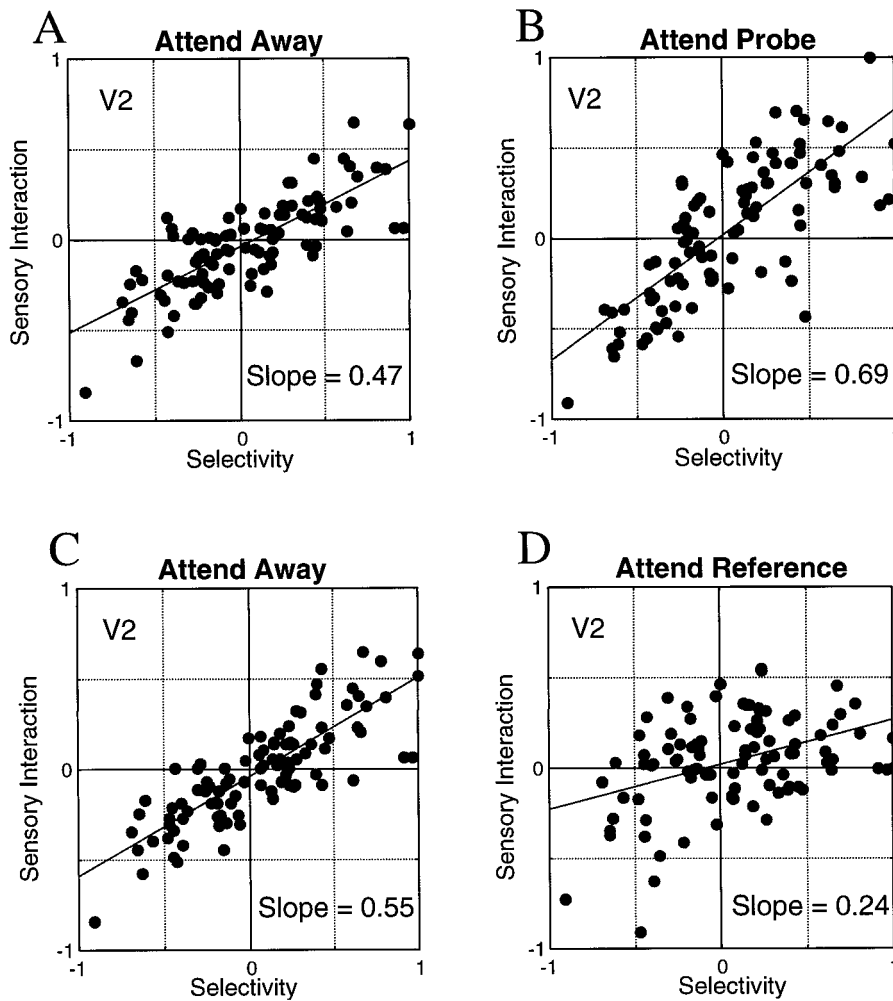 A
Attend Away
V2
Sensory Interaction
1
0
-1
Slope = 0.47
-1
0
1
Selectivity
B
Attend Probe
V2
Sensory Interaction
1
0
-1
Slope = 0.69
-1
0
1
Selectivity
C
Attend Away
V2
Sensory Interaction
1
0
-1
Slope = 0.55
-1
0
1
Selectivity
D
Attend Reference
V2
Sensory Interaction
1
0
-1
Slope = 0.24
-1
0
1
Selectivity